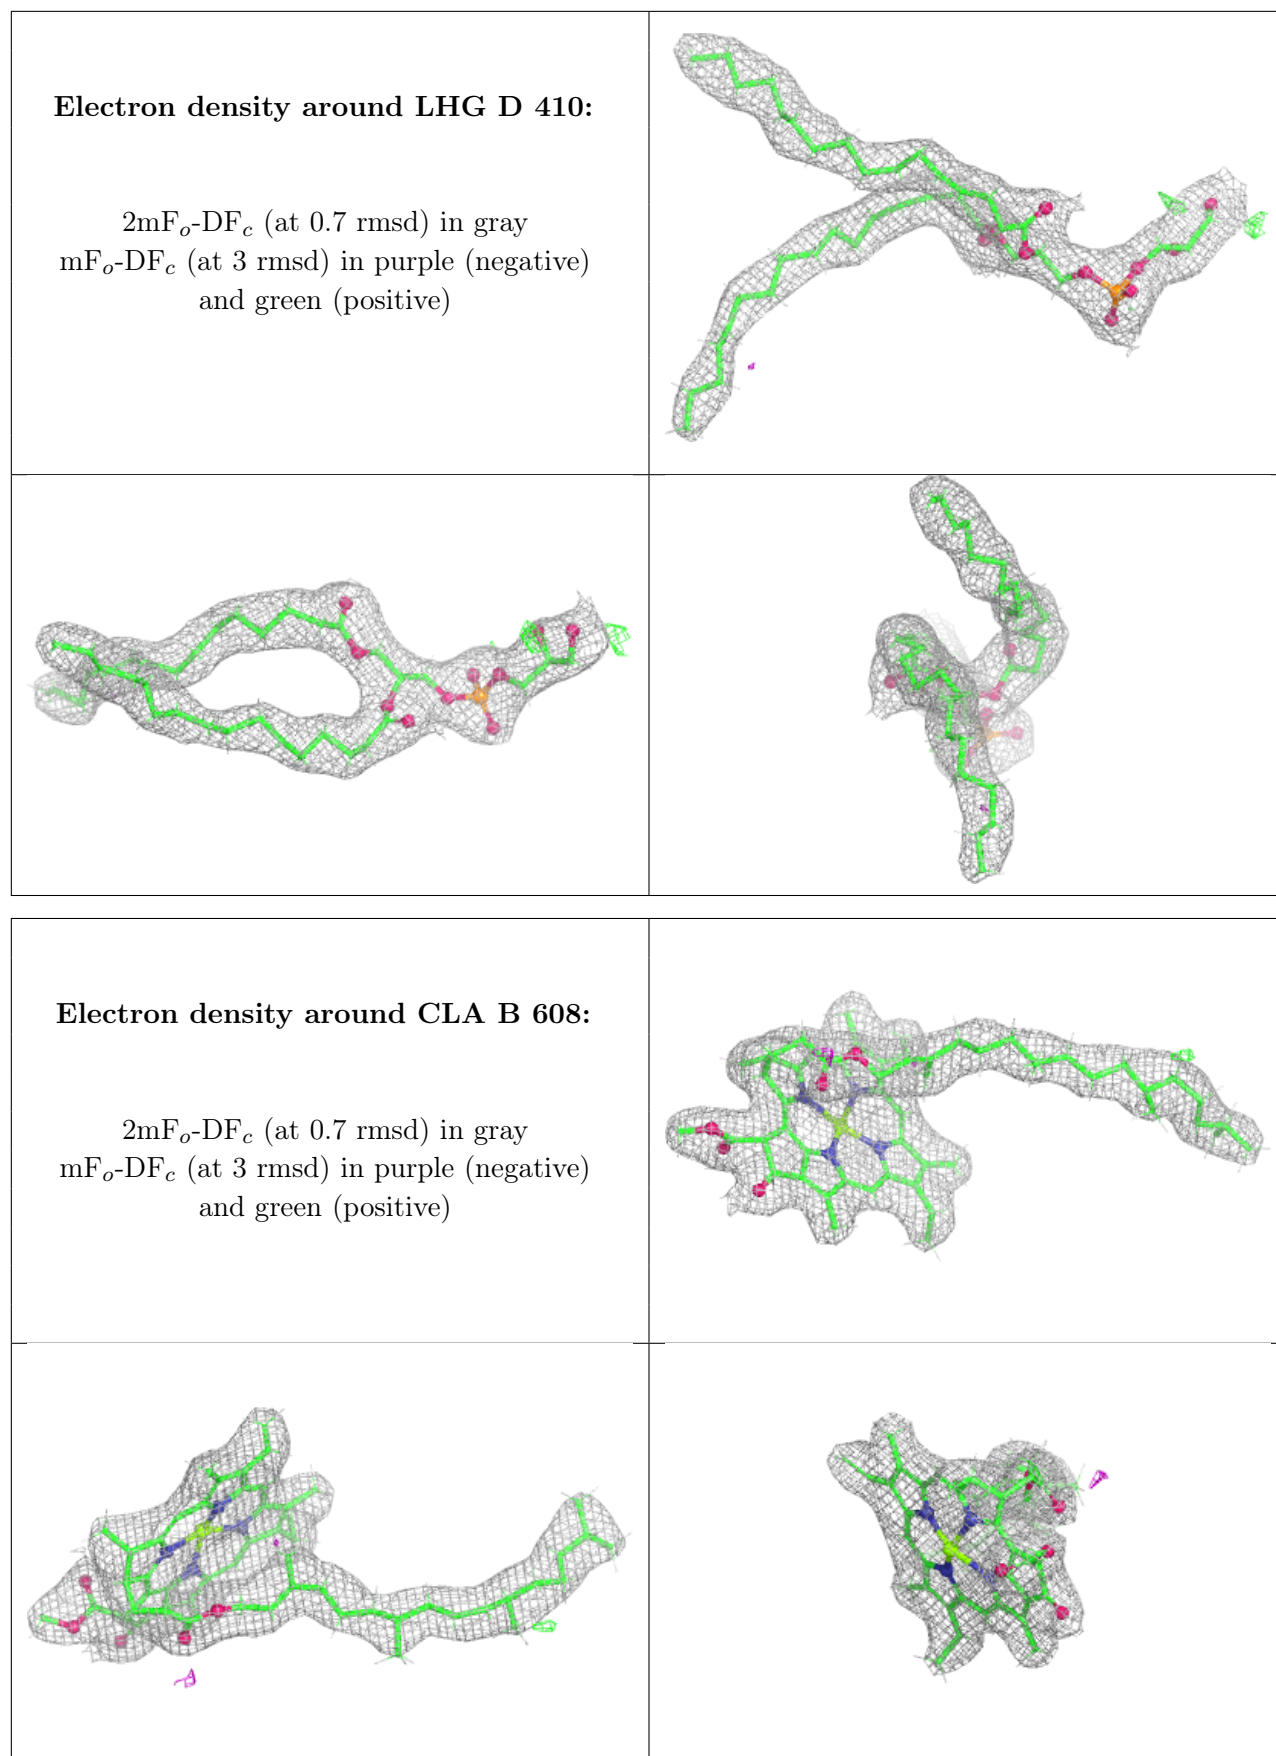 Electron density around LHG D 410:
2mFo-DFc (at 0.7 rmsd) in gray
mFo-DFc (at 3 rmsd) in purple (negative)
and green (positive)
Electron density around CLA B 608:
2mFo-DFc (at 0.7 rmsd) in gray
mFo-DFc (at 3 rmsd) in purple (negative)
and green (positive)